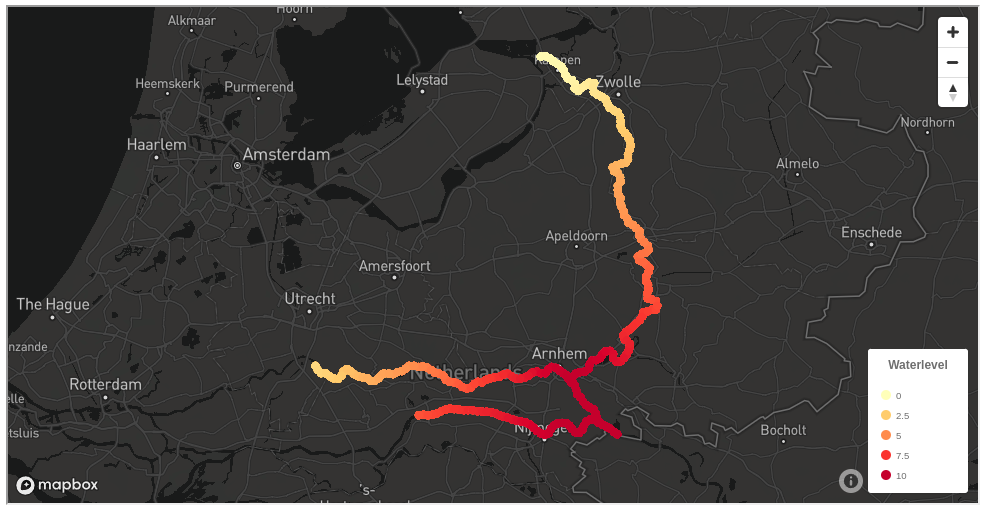 Alkmaar
Hoorn
Heemskerk
Purmerend
Lelystad
Kampen
Zwolle
Haarlem
Amsterdam
Nordhorn
Almelo
Apeldoorn
Enschede
Amersfoort
The Hague
Utrecht
nzande
Arnhem
Netherlands
Rotterdam
elle
Nijmegen
etsluis
Bocholt
's-
mapbox
Waterlevel
0
2.5
5
7.5
10